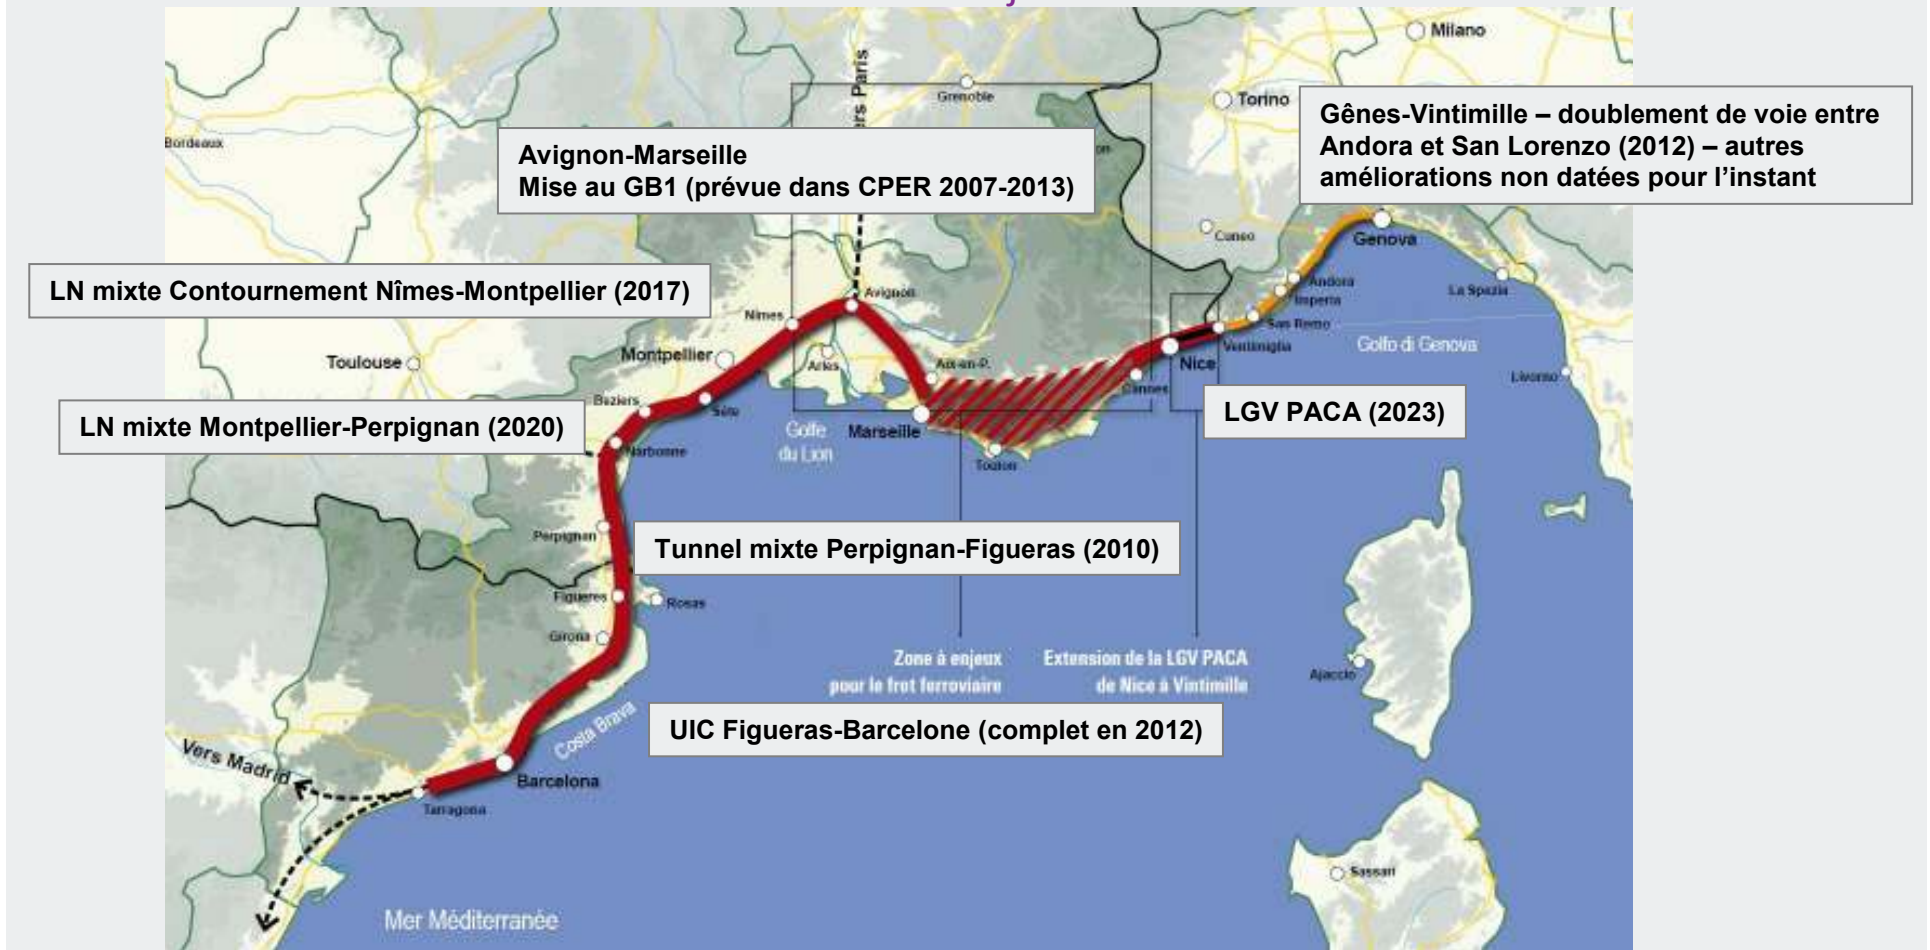 Milano
ers Paris
Grenoble
Torino
Bordeaux
Gênes-Vintimille – doublement de voie entre
Andora et San Lorenzo (2012) – autres
améliorations non datées pour l'instant
Avignon-Marseille
Mise au GB1 (prévue dans CPER 2007-2013)
Cuneo
Genova
LN mixte Contournement Nîmes-Montpellier (2017)
Avignon
Andora
Imperia
La Spezia
Nimes
San Remo
Ventimiglia
Golfo di Genova
Montpellier
Toulouse
Arles
Aix-en-P.
Nice
Cannes
Livorno
LN mixte Montpellier-Perpignan (2020)
Beziers
Sète
LGV PACA (2023)
Golfe
du Lion
Marseille
Narbonne
Toulon
Perpignan
Tunnel mixte Perpignan-Figueras (2010)
Figueres
Rosas
Girona
Zone à enjeux
pour le fret ferroviaire
Extension de la LGV PACA
de Nice à Vintimille
Ajaccio
Costa Brava
UIC Figueras-Barcelone (complet en 2012)
Vers Madrid
Barcelona
Tarragona
Sassari
Mer Méditerranée